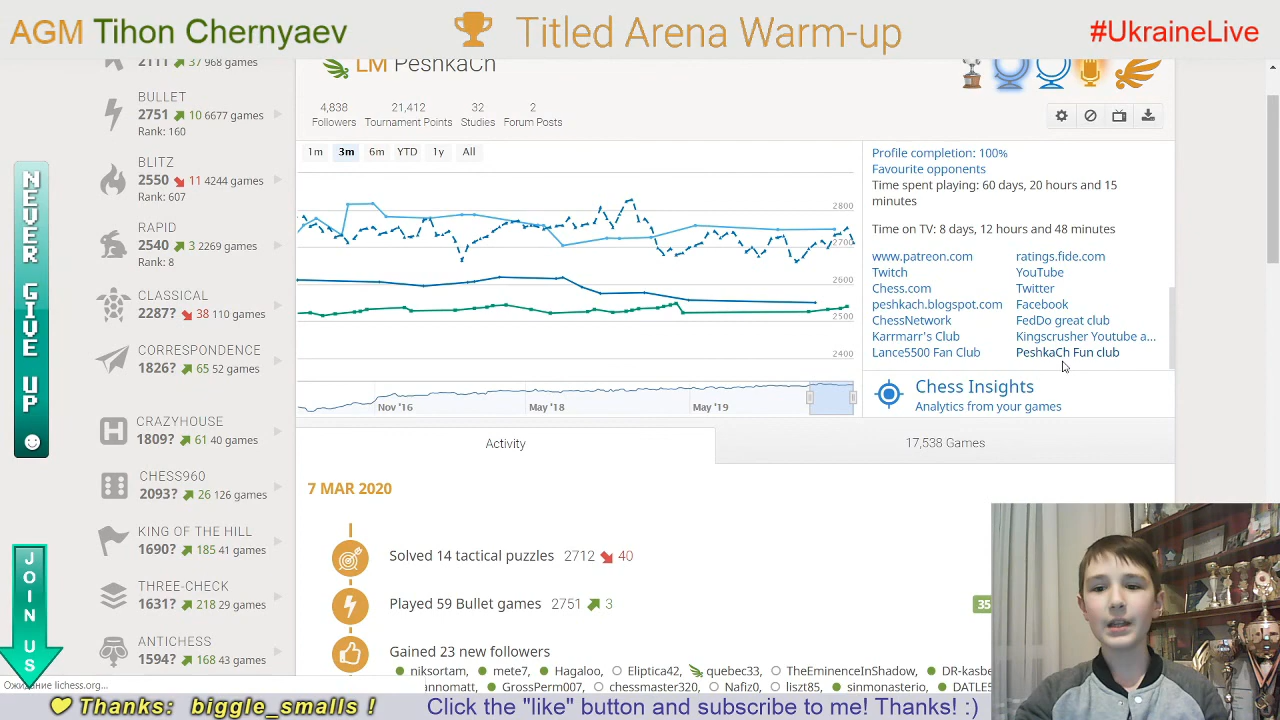 AGM Tihon Chernyaev
Titled Arena Warm-up
#UkraineLive
NEVER GIVE UP
JOIN US
2111 37 968 games
BULLET
2751 10 6677 games
Rank: 160
BLITZ
2550 11 4244 games
Rank: 607
RAPID
2540 3 2269 games
Rank: 8
CLASSICAL
2287? 38 110 games
CORRESPONDENCE
1826? 65 52 games
CRAZYHOUSE
1809? 61 40 games
CHESS960
2093? 26 126 games
KING OF THE HILL
1690? 185 41 games
THREE-CHECK
1631? 218 29 games
ANTICHESS
1594? 168 43 games
Ожидание lichess.org...
LM PeshkaCh
4,838 21,412 32 2
Followers Tournament Points Studies Forum Posts
1m 3m 6m YTD 1y All
2800
2700
2600
2500
2400
Nov '16 May '18 May '19
Profile completion: 100%
Favourite opponents
Time spent playing: 60 days, 20 hours and 15
minutes
Time on TV: 8 days, 12 hours and 48 minutes
www.patreon.com ratings.fide.com
Twitch YouTube
Chess.com Twitter
peshkach.blogspot.com Facebook
ChessNetwork FedDo great club
Karrmarr's Club Kingscrusher Youtube a...
Lance5500 Fan Club PeshkaCh Fun club
Chess Insights
Analytics from your games
Activity 17,538 Games
7 MAR 2020
Solved 14 tactical puzzles 2712 40
Played 59 Bullet games 2751 3
35
Gained 23 new followers
niksortam, mete7, Hagaloo, Eliptica42, quebec33, TheEminenceInShadow, DR-kasbe
GrossPerm007, chessmaster320, Nafiz0, liszt85, sinmonasterio, DATLE5
Thanks: biggle_smalls !
Click the "like" button and subscribe to me! Thanks! :)